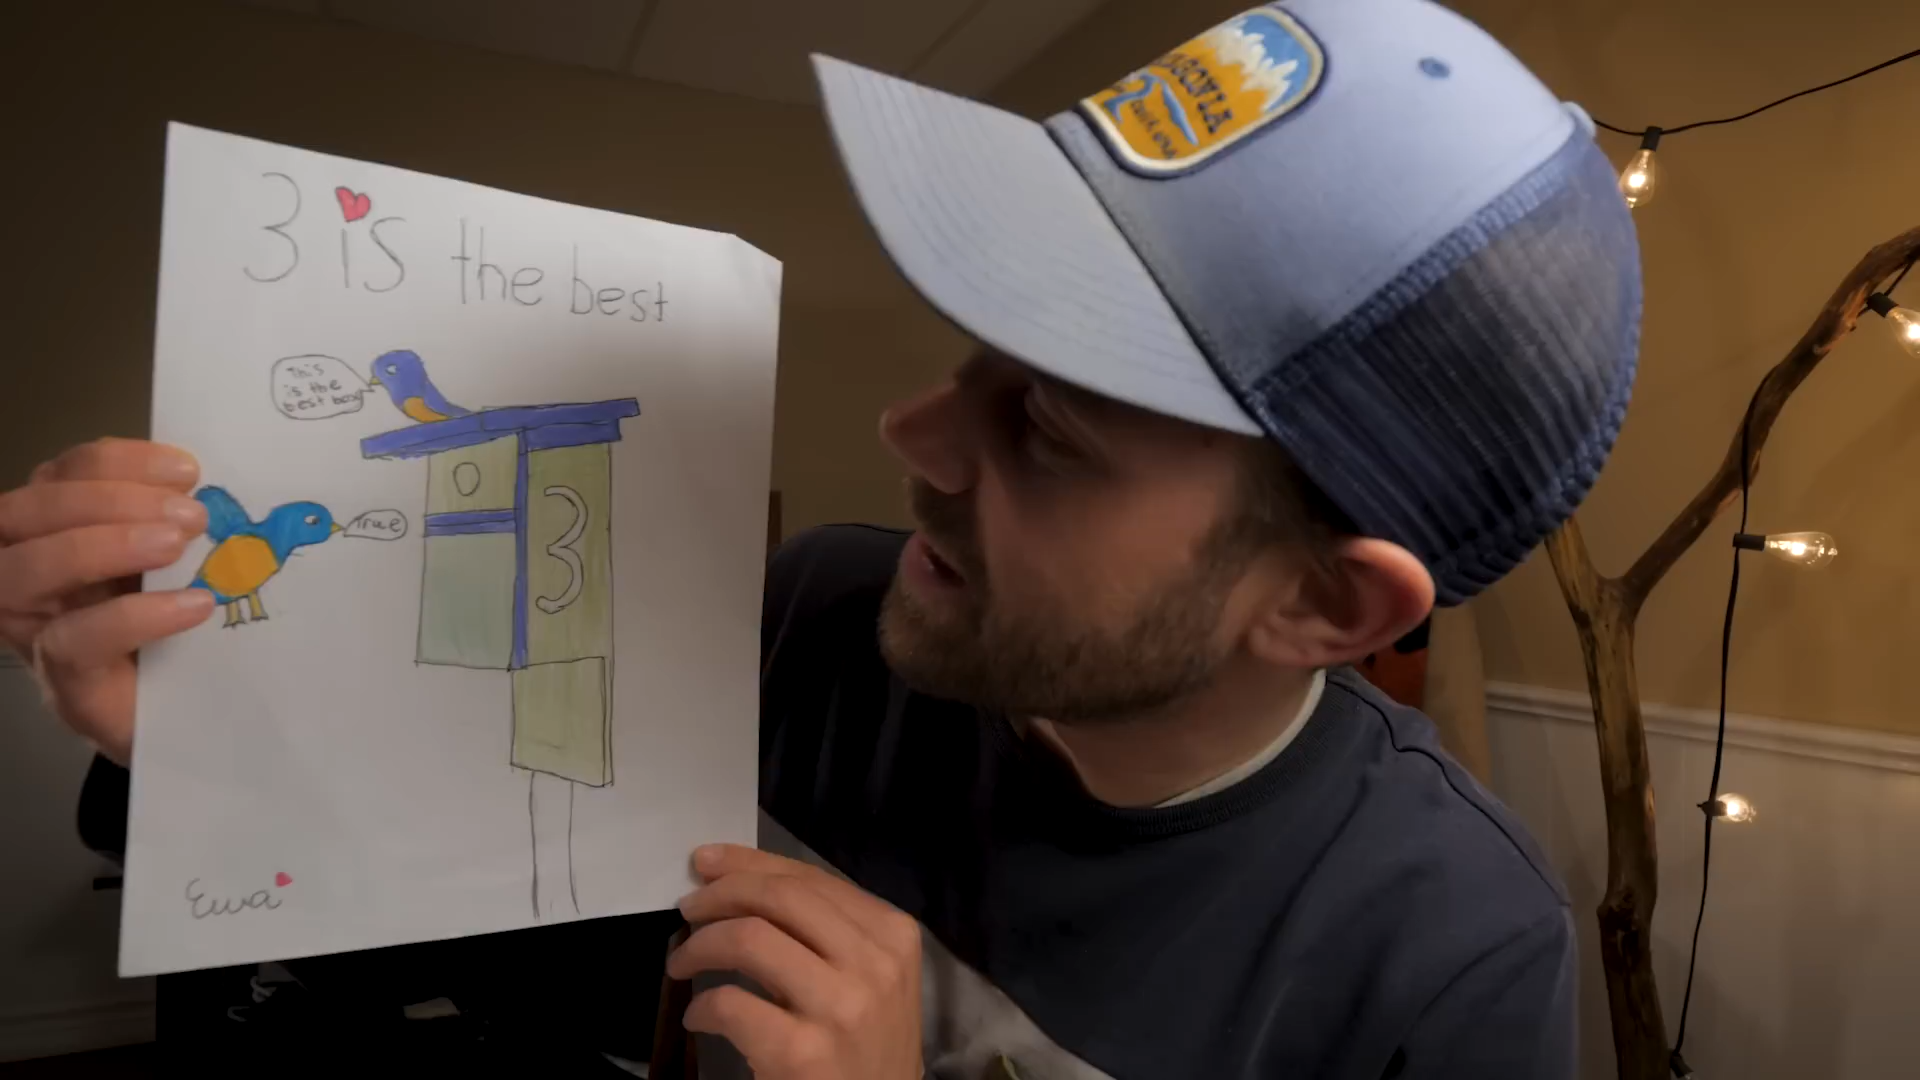 3 is the best
This
is the
best box
True
3
Ewa